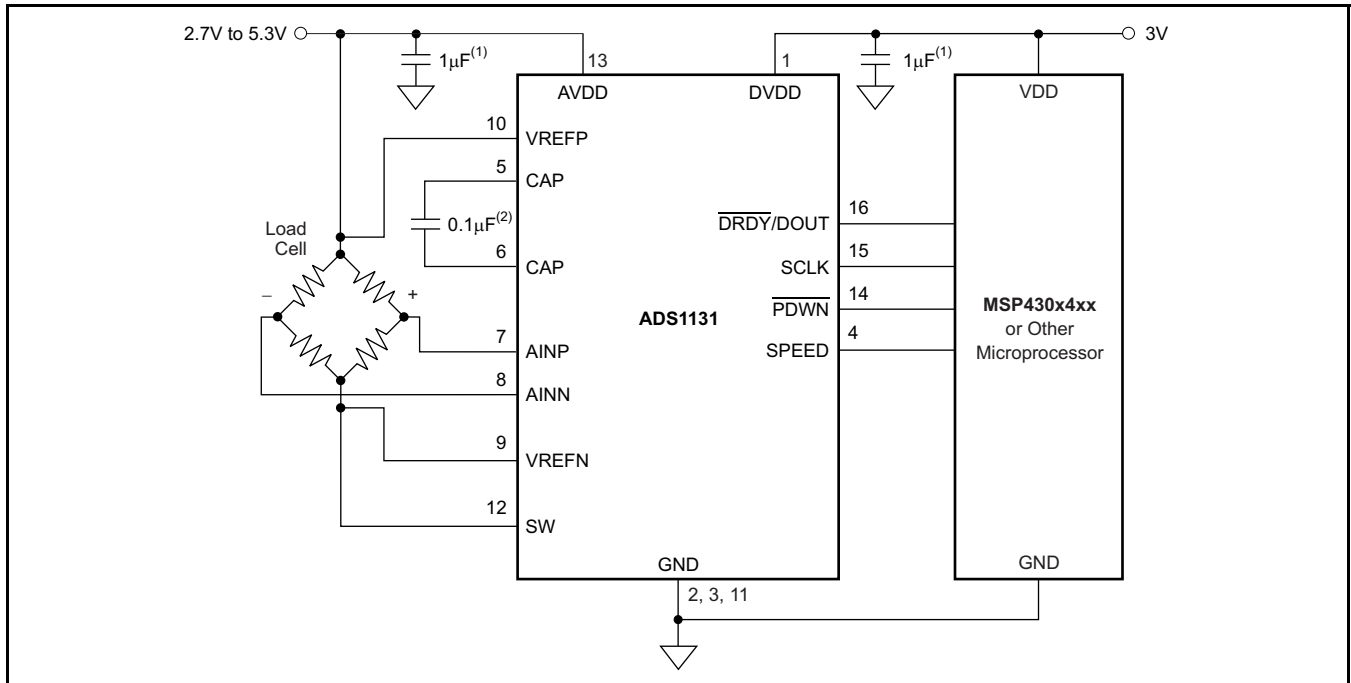 2.7V to 5.3V
1μF(1)
13
1
1μF(1)
3V
AVDD
DVDD
VDD
10
VREFP
5
CAP
0.1μF(2)
6
CAP
Load
Cell
–
+
7
AINP
8
AINN
9
VREFN
12
SW
ADS1131
16
DRDY/DOUT
15
SCLK
14
PDWN
4
SPEED
MSP430x4xx
or Other
Microprocessor
GND
2, 3, 11
GND